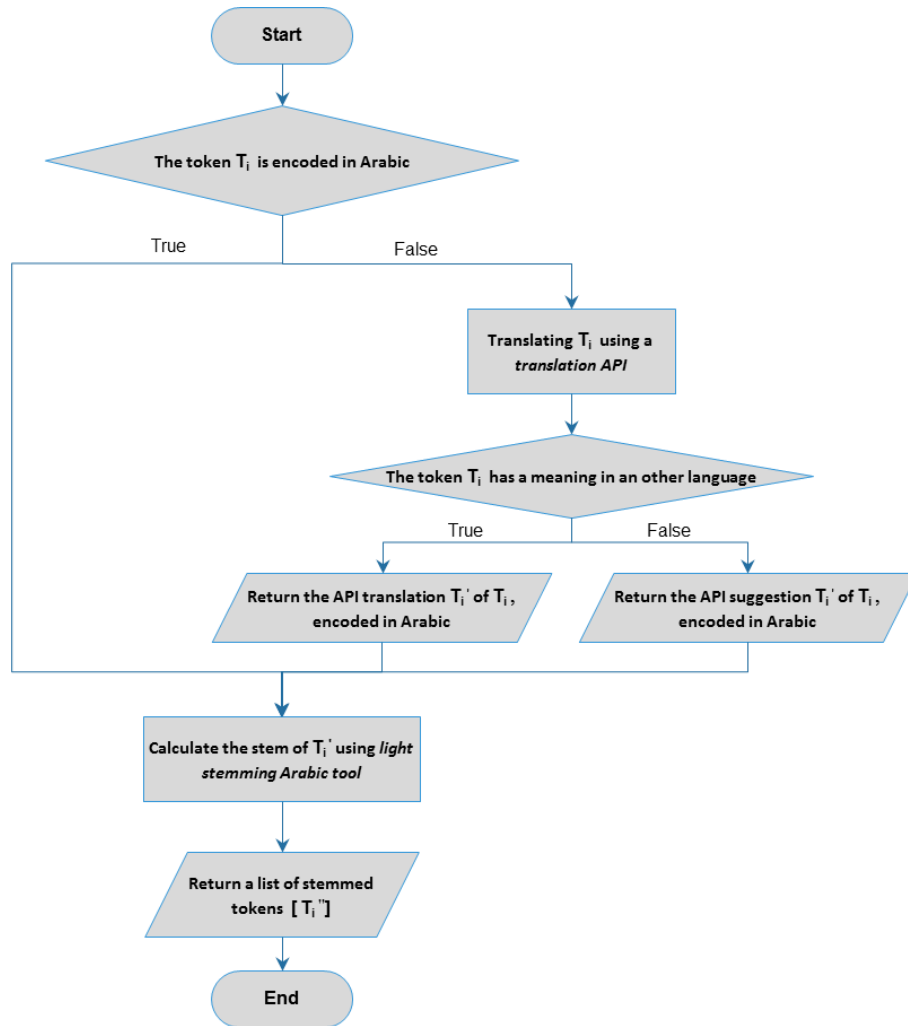 Start
The token Ti is encoded in Arabic
True
False
Translating Ti using a
translation API
The token Ti has a meaning in an other language
True
False
Return the API translation Ti' of Ti ,
encoded in Arabic
Return the API suggestion Ti' of Ti ,
encoded in Arabic
Calculate the stem of Ti' using light
stemming Arabic tool
Return a list of stemmed
tokens [ Ti'']
End